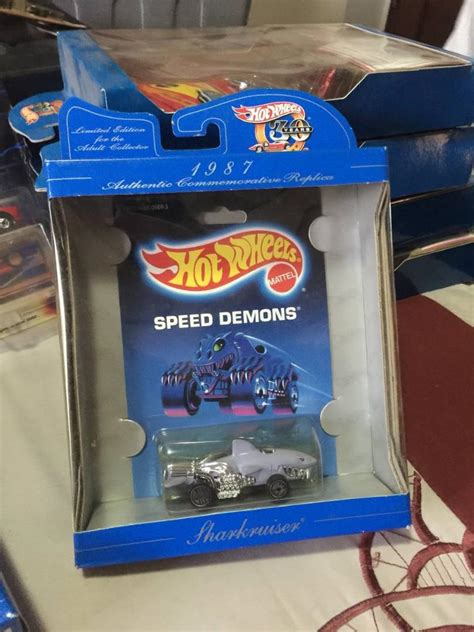 Limited Edition
for the
Adult Collector
Hot Wheels
30
YEARS
1987
Authentic Commemorative Replica
Hot Wheels
MATTEL
SPEED DEMONS®
Sharkruiser®